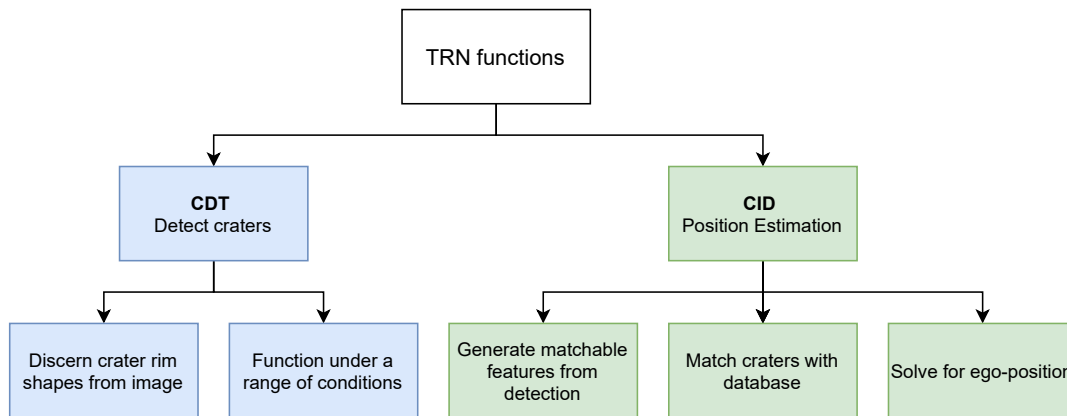 TRN functions
CDT
Detect craters
CID
Position Estimation
Discern crater rim
shapes from image
Function under a
range of conditions
Generate matchable
features from
detection
Match craters with
database
Solve for ego-position